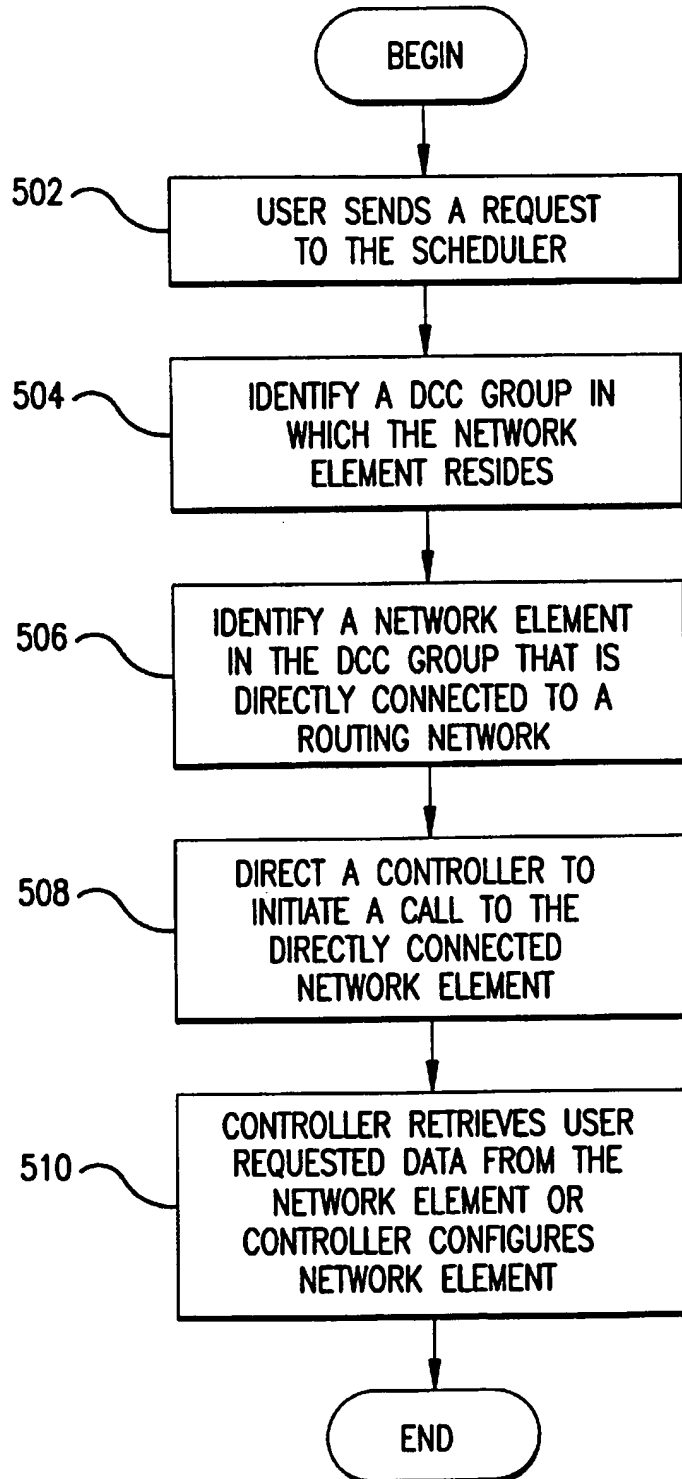 BEGIN
502
USER SENDS A REQUEST
TO THE SCHEDULER
504
IDENTIFY A DCC GROUP IN
WHICH THE NETWORK
ELEMENT RESIDES
506
IDENTIFY A NETWORK ELEMENT
IN THE DCC GROUP THAT IS
DIRECTLY CONNECTED TO A
ROUTING NETWORK
508
DIRECT A CONTROLLER TO
INITIATE A CALL TO THE
DIRECTLY CONNECTED
NETWORK ELEMENT
510
CONTROLLER RETRIEVES USER
REQUESTED DATA FROM THE
NETWORK ELEMENT OR
CONTROLLER CONFIGURES
NETWORK ELEMENT
END